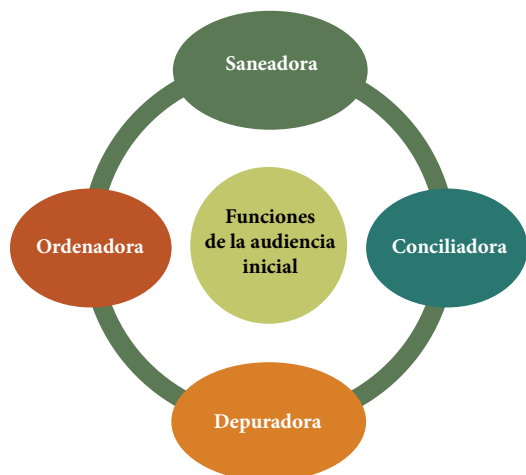 Saneadora
Ordenadora
Funciones
de la audiencia
inicial
Conciliadora
Depuradora